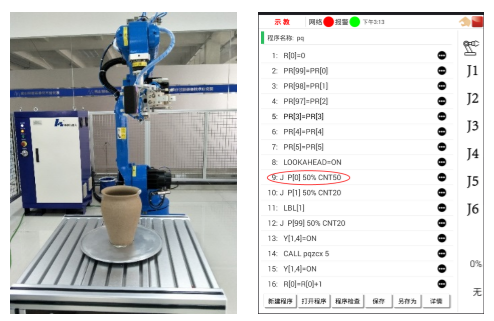 示教 网络 报警 下午3:13
程序名称: pq
1: R[0]=0
2: PR[99]=PR[0]
3: PR[98]=PR[1]
4: PR[97]=PR[2]
5: PR[3]=PR[3]
6: PR[4]=PR[4]
7: PR[5]=PR[5]
8: LOOKAHEAD=ON
9: J P[0] 50% CNT50
10: J P[1] 50% CNT20
11: LBL[1]
12: J P[99] 50% CNT20
13: Y[1,4]=ON
14: CALL pqzcx 5
15: Y[1,4]=ON
16: R[0]=R[0]+1
新建程序 打开程序 程序检查 保存 另存为 详情
J1
J2
J3
J4
J5
J6
0%
无